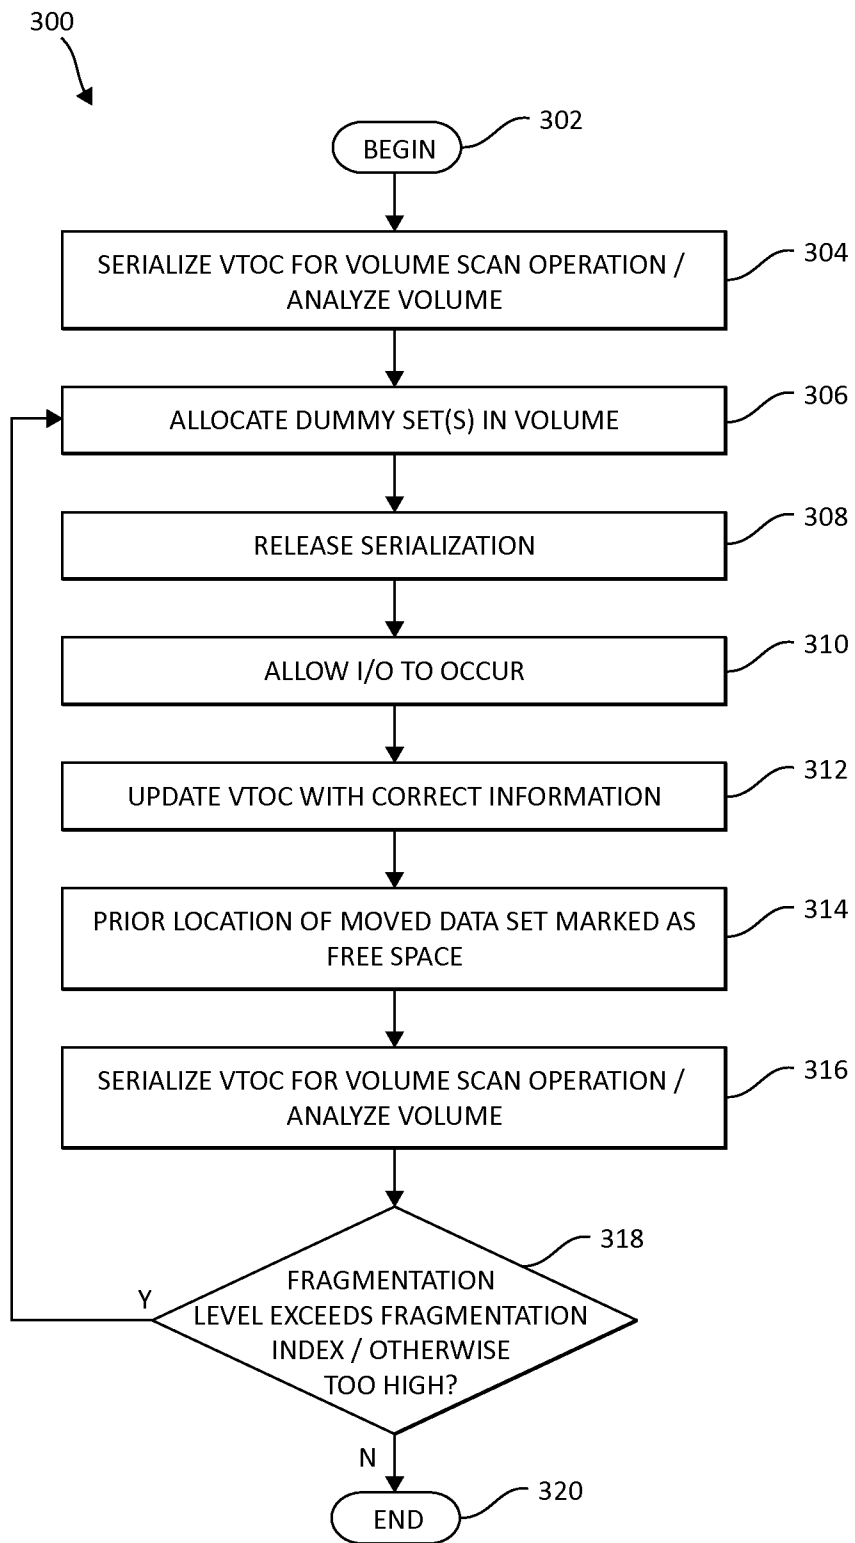 300
BEGIN
302
SERIALIZE VTOC FOR VOLUME SCAN OPERATION /
ANALYZE VOLUME
304
ALLOCATE DUMMY SET(S) IN VOLUME
306
RELEASE SERIALIZATION
308
ALLOW I/O TO OCCUR
310
UPDATE VTOC WITH CORRECT INFORMATION
312
PRIOR LOCATION OF MOVED DATA SET MARKED AS
FREE SPACE
314
SERIALIZE VTOC FOR VOLUME SCAN OPERATION /
ANALYZE VOLUME
316
FRAGMENTATION
LEVEL EXCEEDS FRAGMENTATION
INDEX / OTHERWISE
TOO HIGH?
318
Y
N
END
320